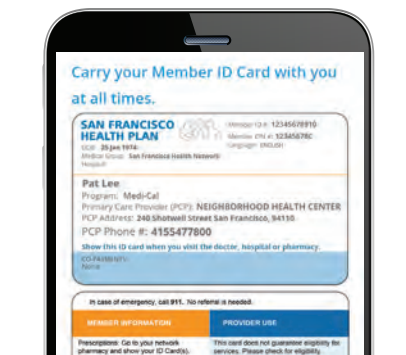 Carry your Member ID Card with you
at all times.
SAN FRANCISCO
HEALTH PLAN
Member ID #: 12345678910
Member CIN #: 12345678C
Language: ENGLISH
DOB: 25 Jan 1974
Medical Group: San Francisco Health Network
Hospital:
Pat Lee
Program: Medi-Cal
Primary Care Provider (PCP): NEIGHBORHOOD HEALTH CENTER
PCP Address: 240 Shotwell Street San Francisco, 94110
PCP Phone #: 4155477800
Show this ID card when you visit the doctor, hospital or pharmacy.
CO-PAYMENTS:
None
In case of emergency, call 911. No referral is needed.
MEMBER INFORMATION
PROVIDER USE
Prescriptions: Go to your network
pharmacy and show your ID Card(s).
This card does not guarantee eligibility for
services. Please check for eligibility.